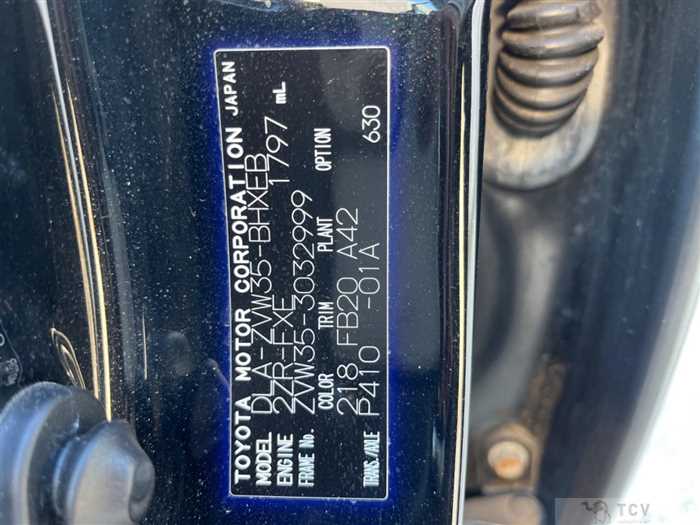 TOYOTA MOTOR CORPORATION JAPAN
MODEL DLA-ZVW35-BHXEB
ENGINE 2ZR-FXE 1797 mL
FRAME No. ZVW35-3032999
COLOR TRIM PLANT OPTION
218 FB20 A42 630
TRANS./AXLE P410 -01A
TCV